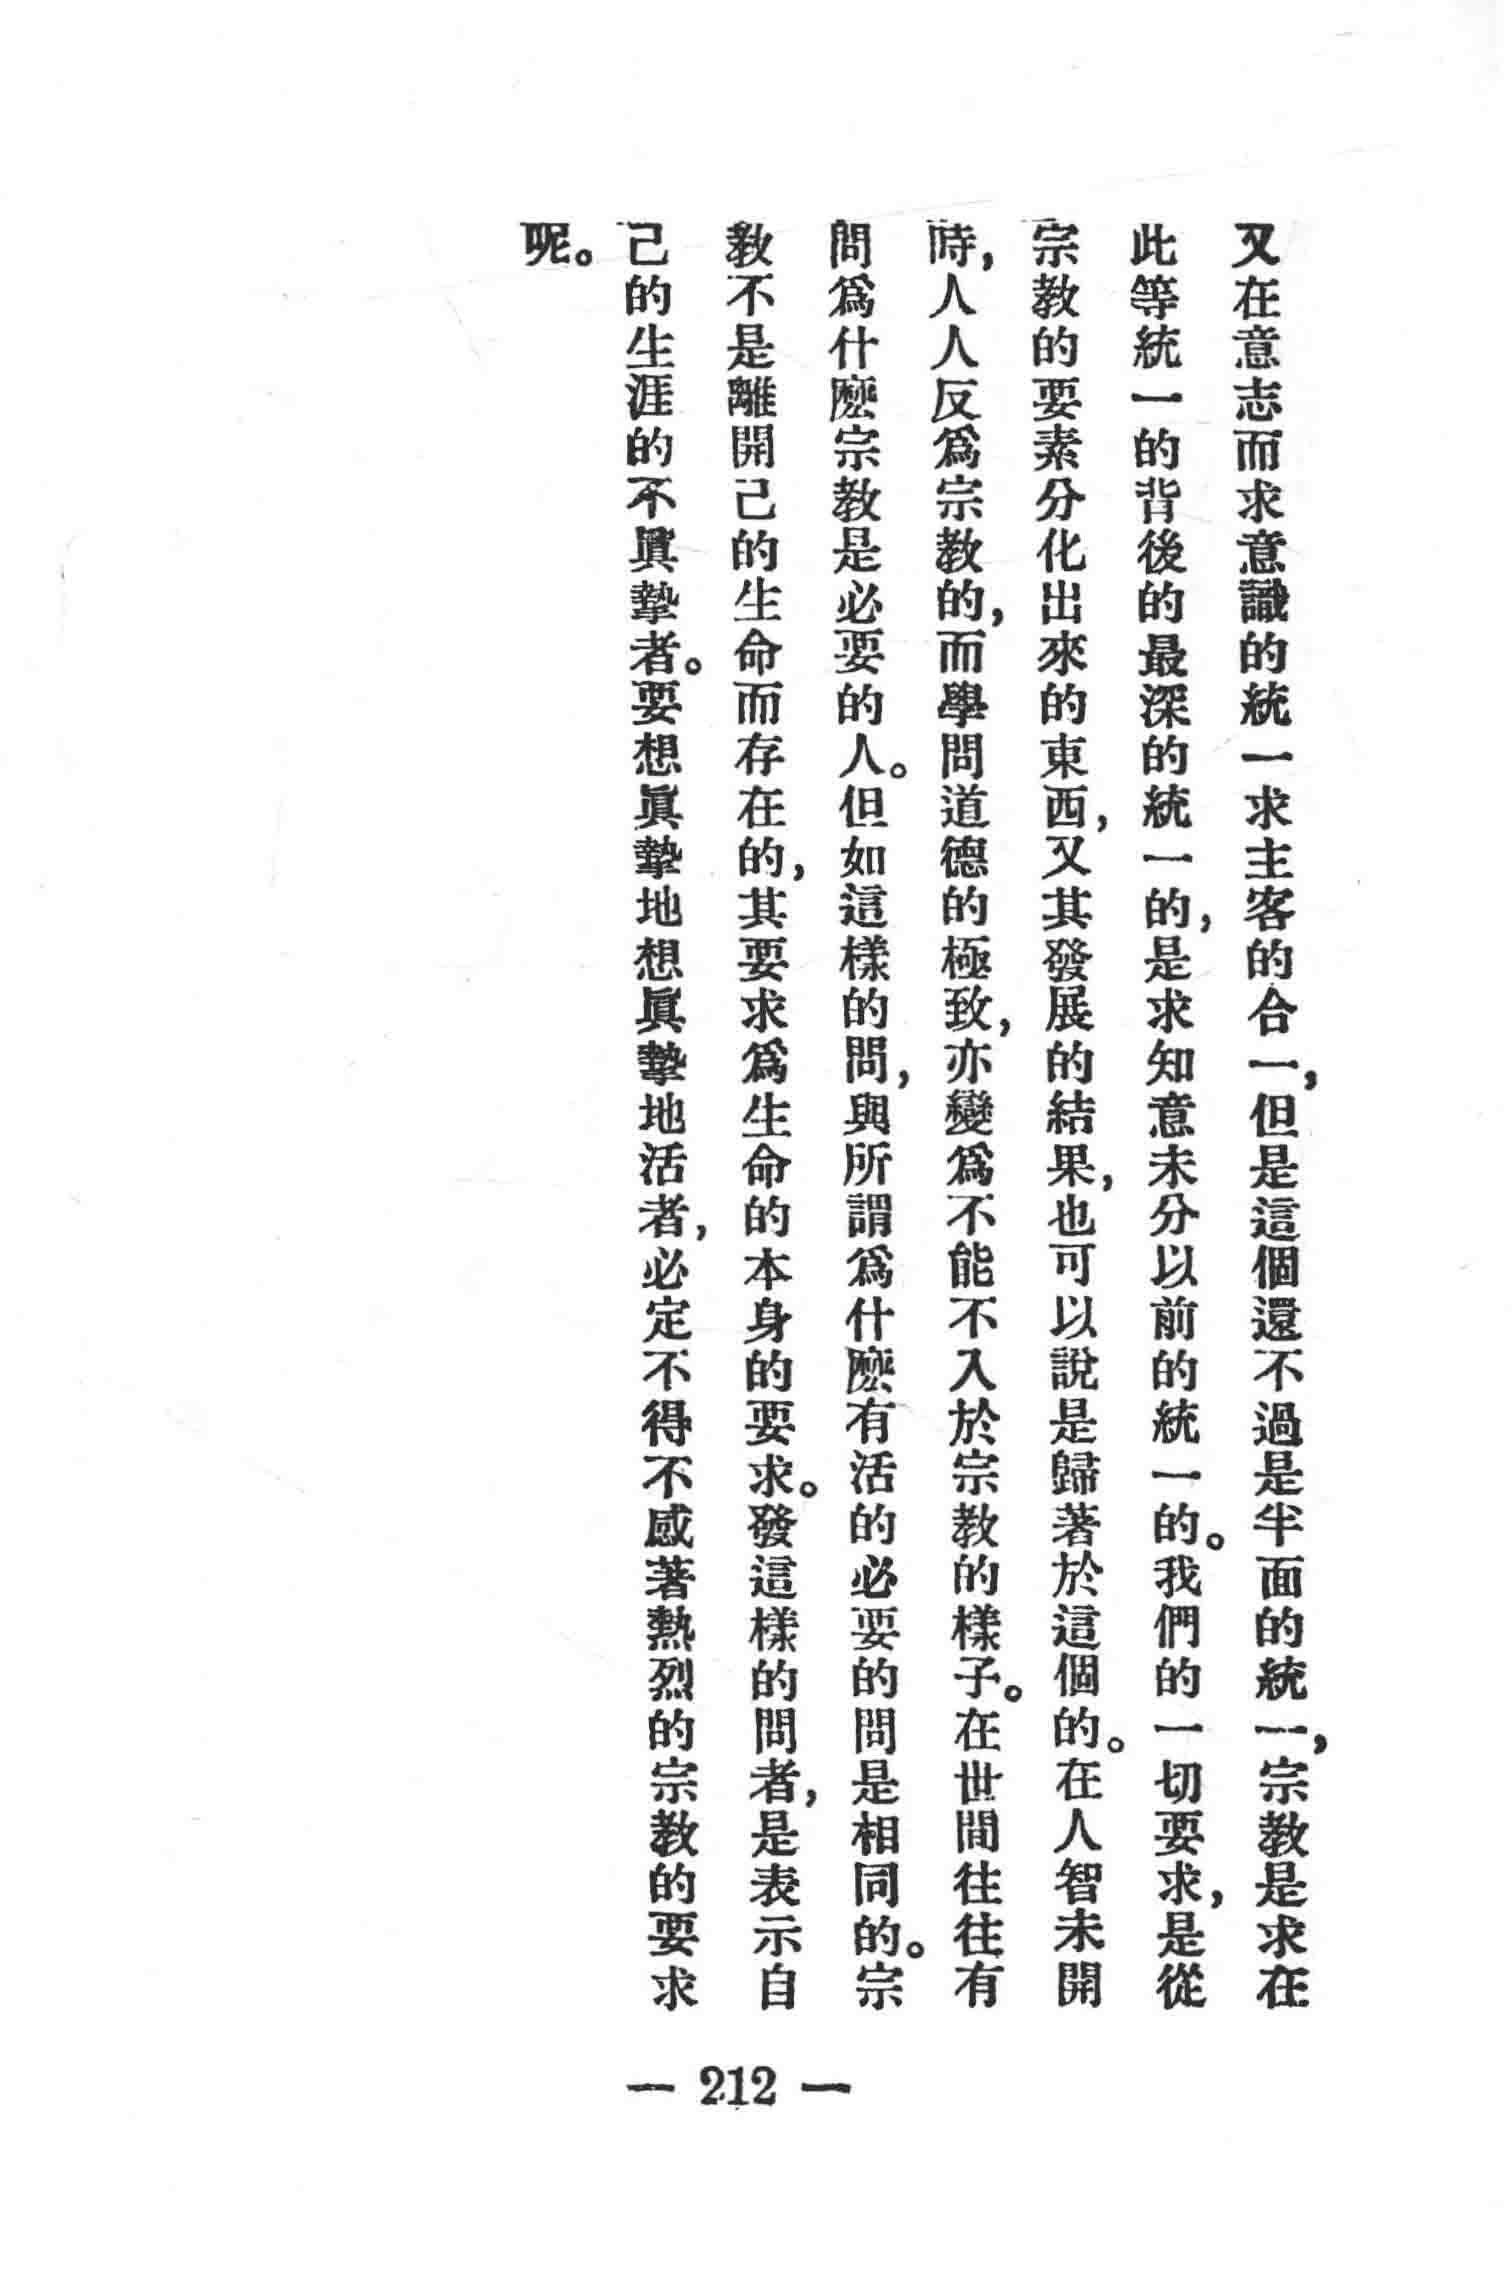 又在意志而求意識的統一求主客的合一，但是這個還不過是半面的統一，宗教是求在
此等統一的背後的最深的統一的，是求知意未分以前的統一的。我們的一切要求，是從
宗教的要素分化出來的東西，又其發展的結果，也可以說是歸著於這個的。在人智未開
時，人人反爲宗教的，而學問道德的極致，亦變爲不能不入於宗教的樣子。在世間往往有
問爲什麼宗教是必要的人。但如這樣的問，與所謂爲什麼有活的必要的問是相同的。宗
教不是離開己的生命而存在的，其要求爲生命的本身的要求。發這樣的問者，是表示自
己的生涯的不眞摯者。要想眞摯地想眞摯地活者，必定不得不感著熱烈的宗教的要求
呢。
— 212 —